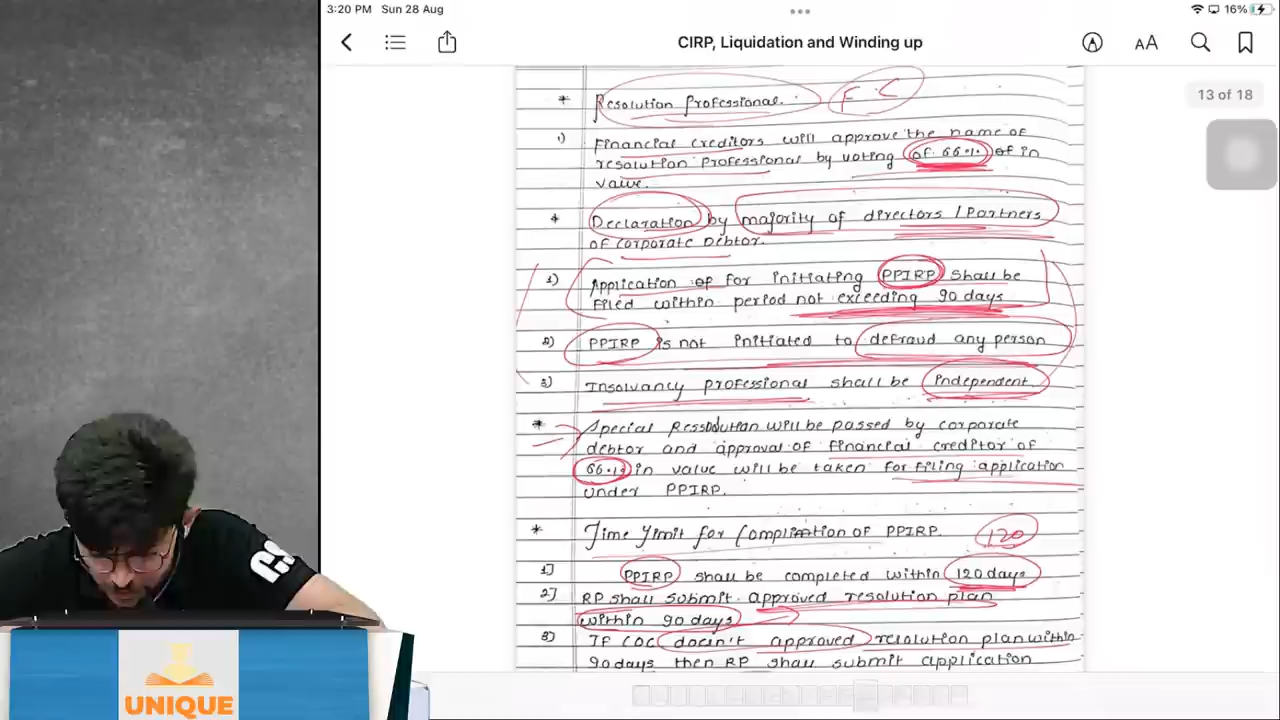 3:20 PM Sun 28 Aug
16%
CIRP, Liquidation and Winding up
AA
13 of 18
* Resolution Professional. F C
1) Financial creditors will approve the name of
resolution professional by voting of 66.1. of in
value.
* Declaration by majority of directors / Partners
of corporate Debtor.
1) Application of for initiating PPIRP shall be
filed within period not exceeding 90 days
2) PPIRP is not initiated to defraud any person
3) Insolvancy professional shall be independent.
* Special Ressolution will be passed by corporate
debtor and approval of financial creditor of
66.1. in value will be taken for filing application
under PPIRP.
* Time limit for Completion of PPIRP. 120
1] PPIRP shall be completed within 120 days
2] RP shall submit approved resolution plan
within 90 days
3) If COC doesn't approved resolution plan within
90 days then RP shall submit application
UNIQUE